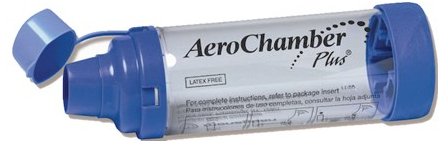 AeroChamber
Plus®
LATEX FREE
For complete instructions, refer to package insert
Para instrucciones de uso completas, consultar la hoja adjunta